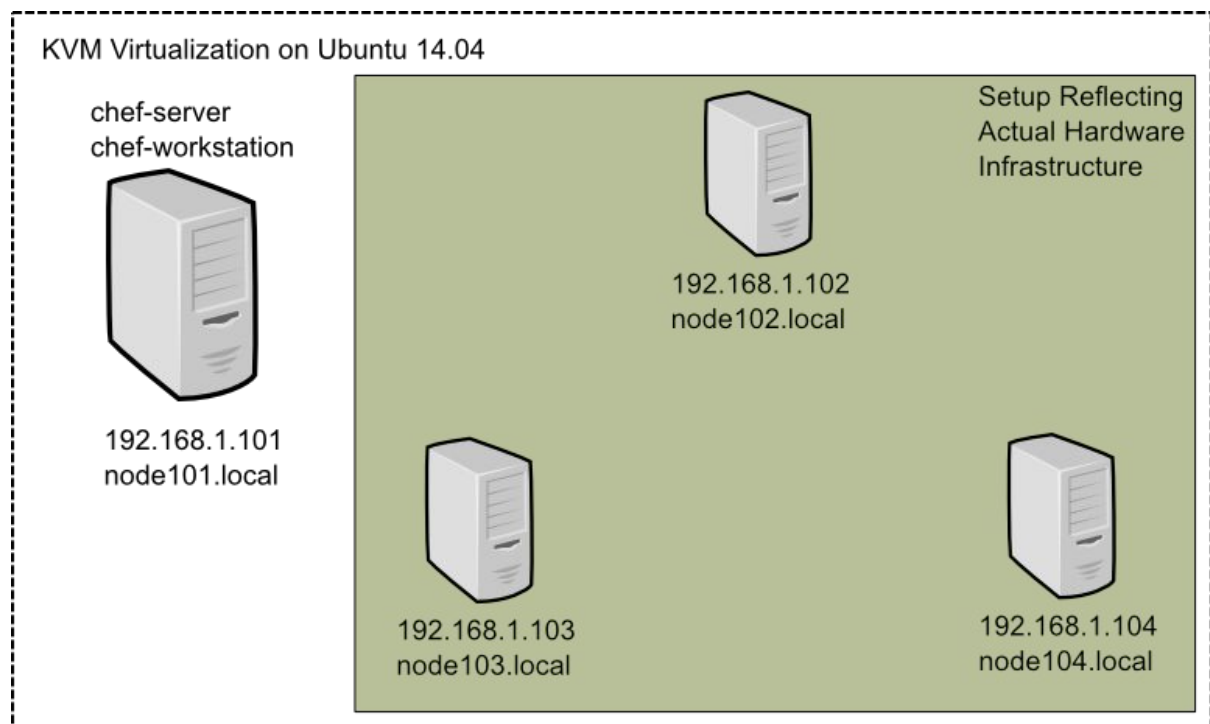 KVM Virtualization on Ubuntu 14.04
chef-server
chef-workstation
192.168.1.101
node101.local
Setup Reflecting
Actual Hardware
Infrastructure
192.168.1.102
node102.local
192.168.1.103
node103.local
192.168.1.104
node104.local